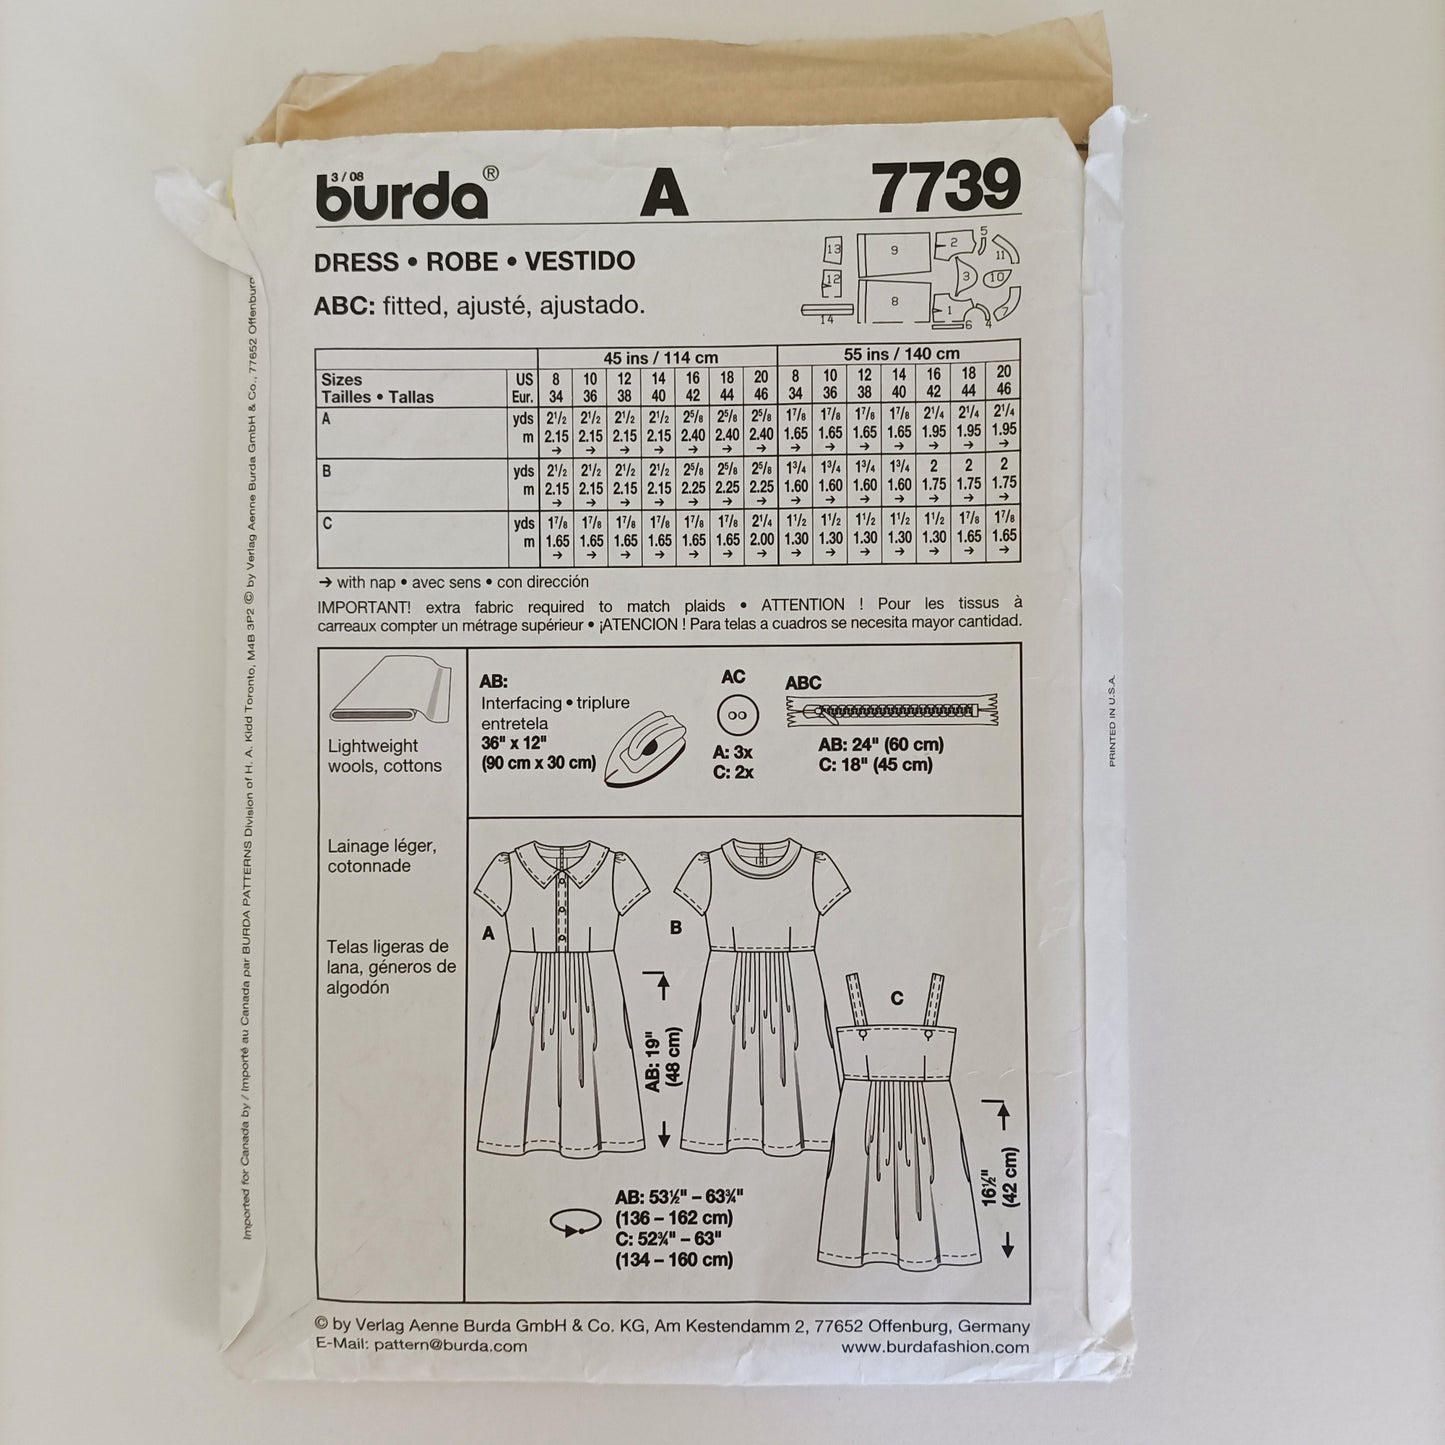 3 / 08
burda® A 7739
DRESS • ROBE • VESTIDO
ABC: fitted, ajusté, ajustado.
13 9 2 5 11
12 3 10
14 8 1 6 4 7
45 ins / 114 cm 55 ins / 140 cm
Sizes US 8 10 12 14 16 18 20 8 10 12 14 16 18 20
Tailles • Tallas Eur. 34 36 38 40 42 44 46 34 36 38 40 42 44 46
A yds 2½ 2½ 2½ 2½ 2⅝ 2⅝ 2⅝ 1⅞ 1⅞ 1⅞ 1⅞ 2¼ 2¼ 2¼
m 2.15 2.15 2.15 2.15 2.40 2.40 2.40 1.65 1.65 1.65 1.65 1.95 1.95 1.95
→ → → → → → → → → → → → → →
B yds 2½ 2½ 2½ 2½ 2⅝ 2⅝ 2⅝ 1¾ 1¾ 1¾ 1¾ 2 2 2
m 2.15 2.15 2.15 2.15 2.25 2.25 2.25 1.60 1.60 1.60 1.60 1.75 1.75 1.75
→ → → → → → → → → → → → → →
C yds 1⅞ 1⅞ 1⅞ 1⅞ 1⅞ 1⅞ 2¼ 1½ 1½ 1½ 1½ 1½ 1⅞ 1⅞
m 1.65 1.65 1.65 1.65 1.65 1.65 2.00 1.30 1.30 1.30 1.30 1.30 1.65 1.65
→ → → → → → → → → → → → → →
→ with nap • avec sens • con dirección
IMPORTANT! extra fabric required to match plaids • ATTENTION ! Pour les tissus à
carreaux compter un métrage supérieur • ¡ATENCION ! Para telas a cuadros se necesita mayor cantidad.
Lightweight
wools, cottons
Lainage léger,
cotonnade
Telas ligeras de
lana, géneros de
algodón
AB:
Interfacing • triplure
entretela
36" x 12"
(90 cm x 30 cm)
AC
A: 3x
C: 2x
ABC
AB: 24" (60 cm)
C: 18" (45 cm)
A
B
C
AB: 19"
(48 cm)
16½"
(42 cm)
AB: 53½" – 63¾"
(136 – 162 cm)
C: 52¾" – 63"
(134 – 160 cm)
© by Verlag Aenne Burda GmbH & Co. KG, Am Kestendamm 2, 77652 Offenburg, Germany
E-Mail: pattern@burda.com www.burdafashion.com
Imported for Canada by / Importé au Canada par BURDA PATTERNS Division of H. A. Kidd Toronto, M4B 3P2 © by Verlag Aenne Burda GmbH & Co., 77652 Offenburg
PRINTED IN U.S.A.